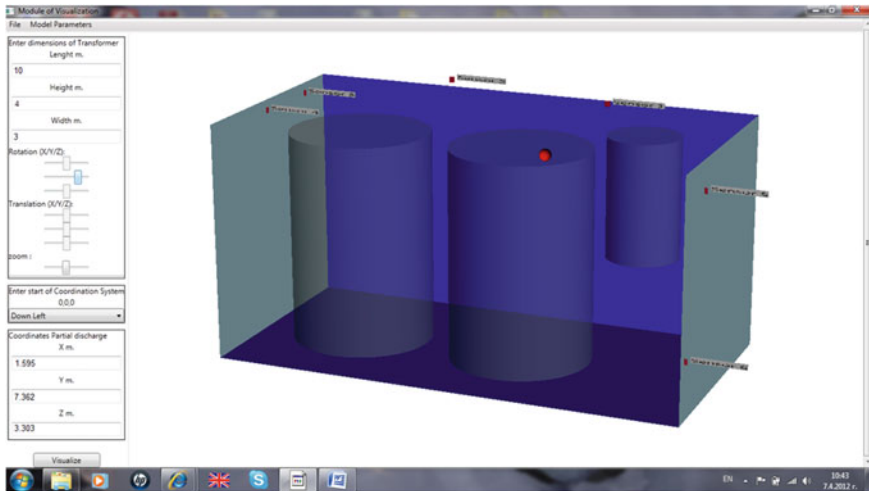 Module of Visualization
File Model Parameters
Enter dimensions of Transformer
Lenght m.
10
Height m.
4
Width m.
3
Rotation (X/Y/Z):
Translation (X/Y/Z):
zoom :
Enter start of Coordination System
0,0,0
Down Left
Coordinates Partial discharge
X m.
1.595
Y m.
7.362
Z m.
3.303
Visualize
EN
10:43
7.4.2012 г.